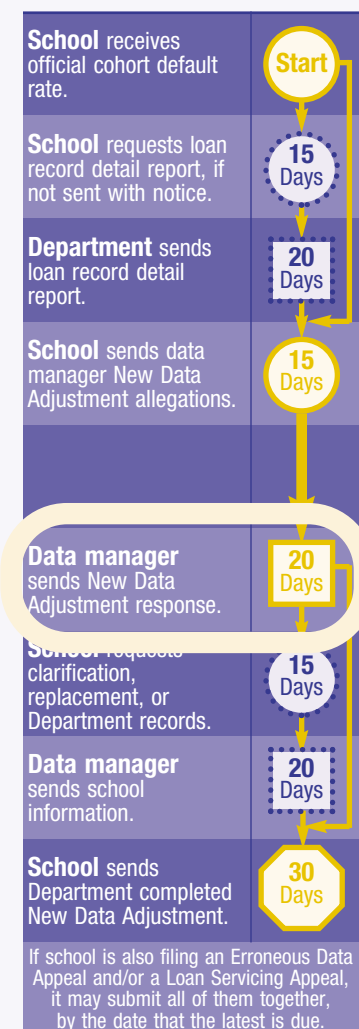 School receives
official cohort default
rate.
Start
School requests loan
record detail report, if
not sent with notice.
15
Days
Department sends
loan record detail
report.
20
Days
School sends data
manager New Data
Adjustment allegations.
15
Days
Data manager
sends New Data
Adjustment response.
20
Days
School requests
clarification,
replacement, or
Department records.
15
Days
Data manager
sends school
information.
20
Days
School sends
Department completed
New Data Adjustment.
30
Days
If school is also filing an Erroneous Data
Appeal and/or a Loan Servicing Appeal,
it may submit all of them together,
by the date that the latest is due.